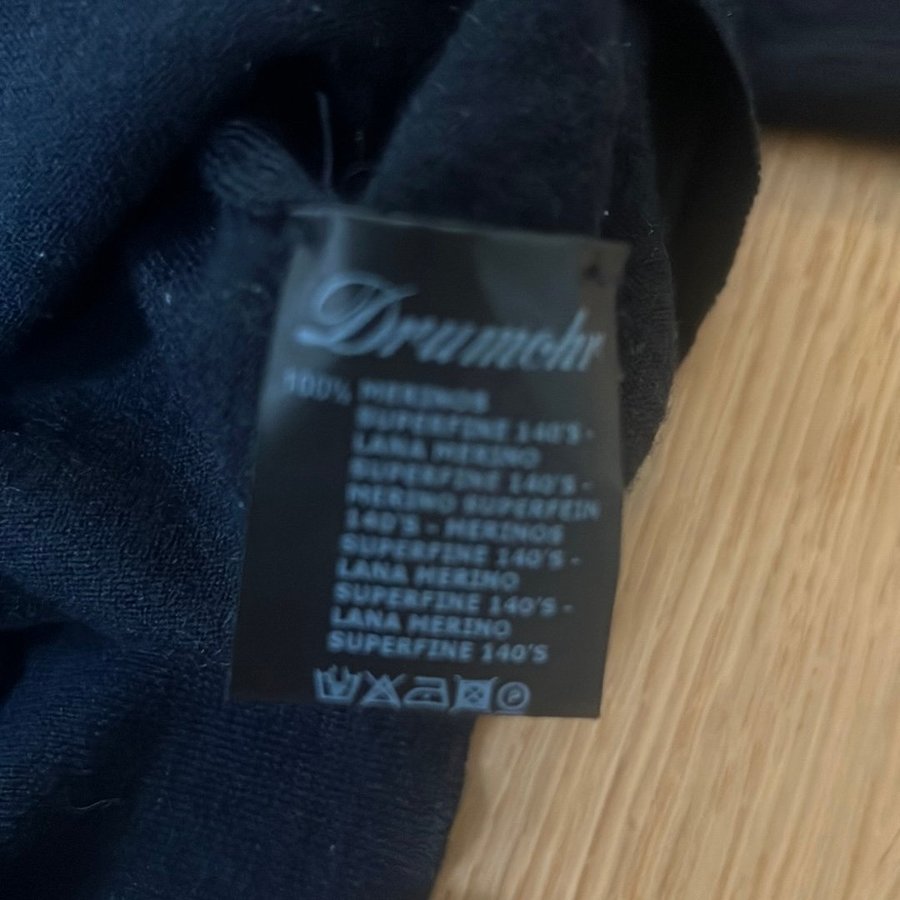 Drumohr
100% MERINOS
SUPERFINE 140'S -
LANA MERINO
SUPERFINE 140'S -
MERINO SUPERFEIN
140'S - MERINOS
SUPERFINE 140'S -
LANA MERINO
SUPERFINE 140'S -
LANA MERINO
SUPERFINE 140'S